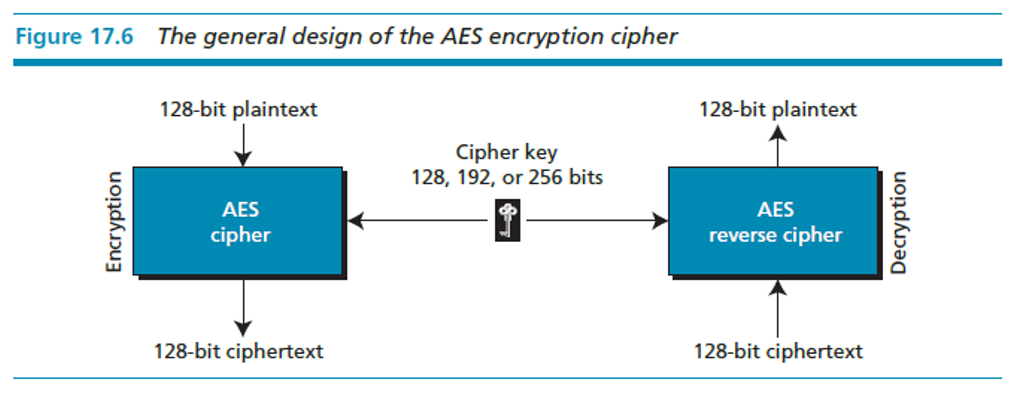 Figure 17.6 The general design of the AES encryption cipher
128-bit plaintext
128-bit plaintext
Cipher key
128, 192, or 256 bits
Encryption
AES
cipher
AES
reverse cipher
Decryption
128-bit ciphertext
128-bit ciphertext